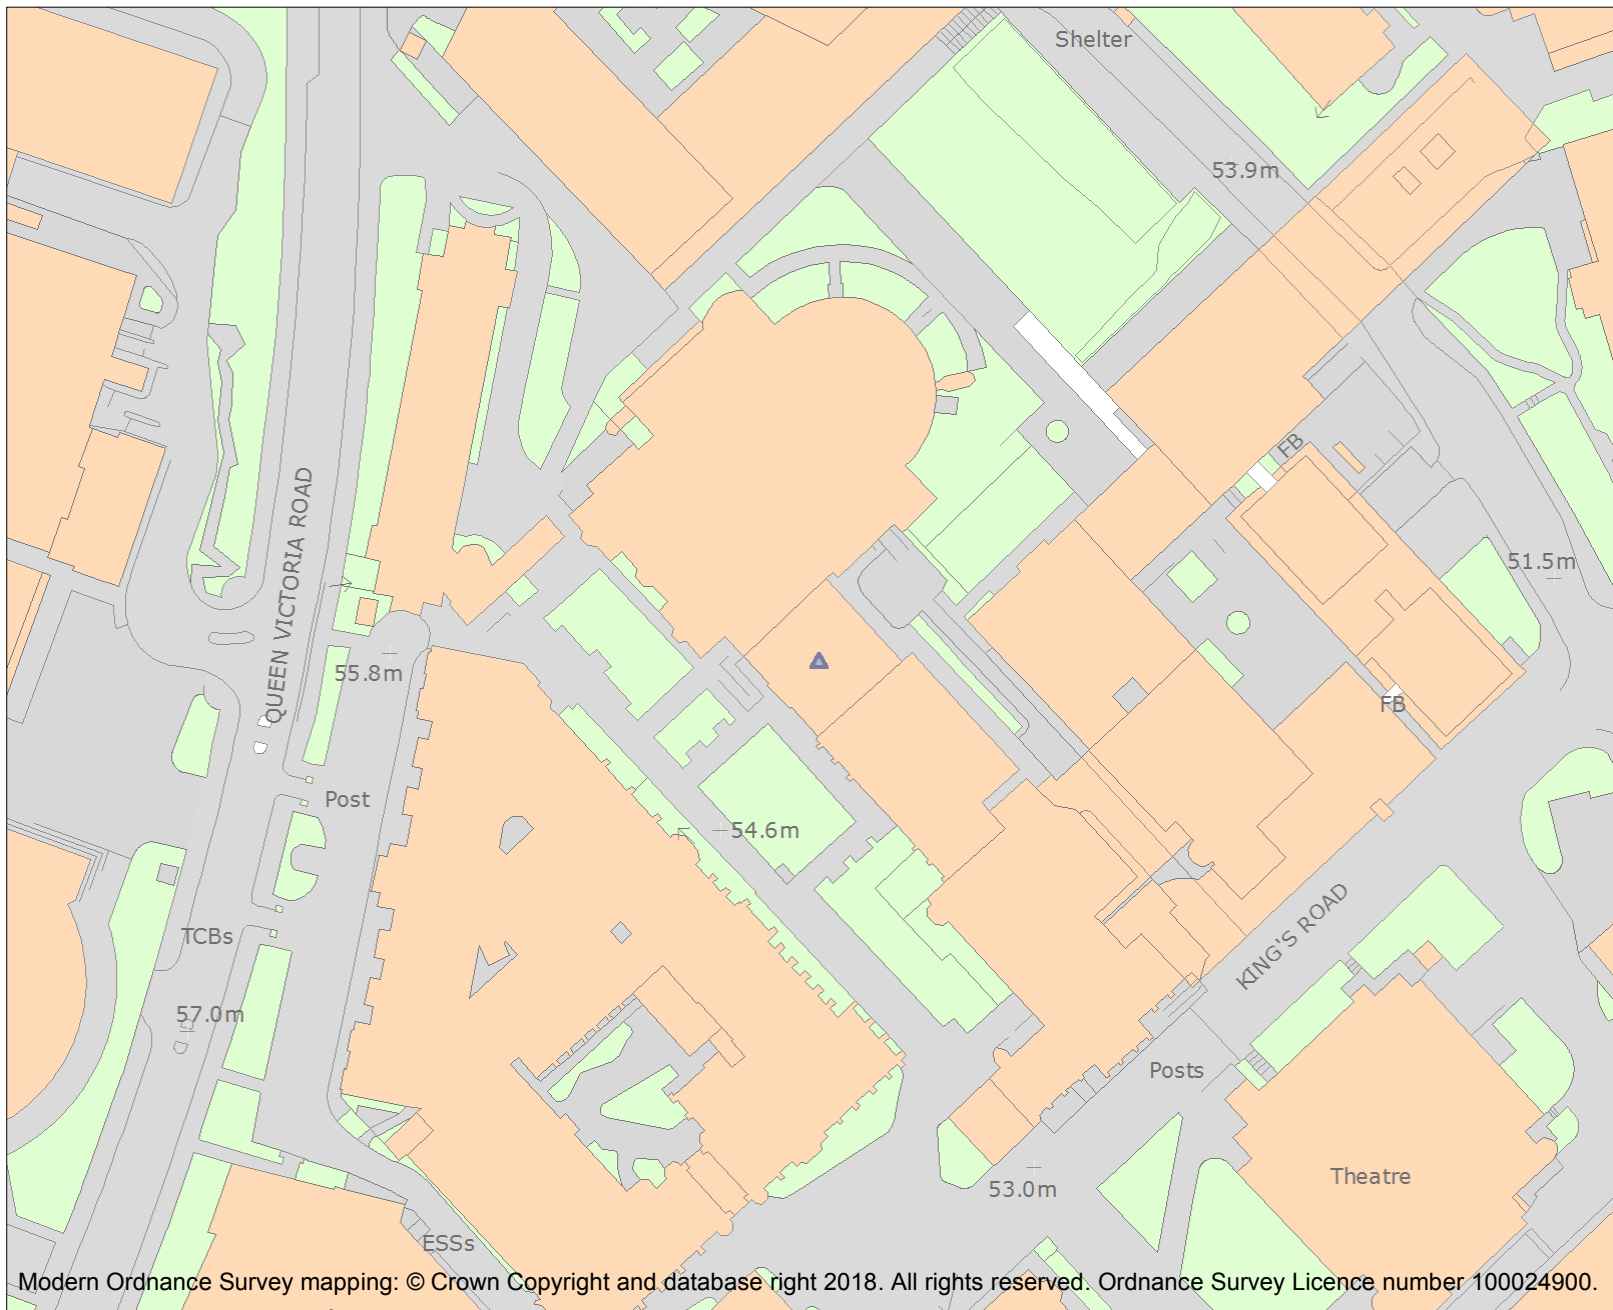 Shelter
53.9m
FB
QUEEN VICTORIA ROAD
51.5m
55.8m
FB
Post
54.6m
TCBs
KING'S ROAD
57.0m
Posts
Theatre
53.0m
ESSs
Modern Ordnance Survey mapping: © Crown Copyright and database right 2018. All rights reserved. Ordnance Survey Licence number 100024900.